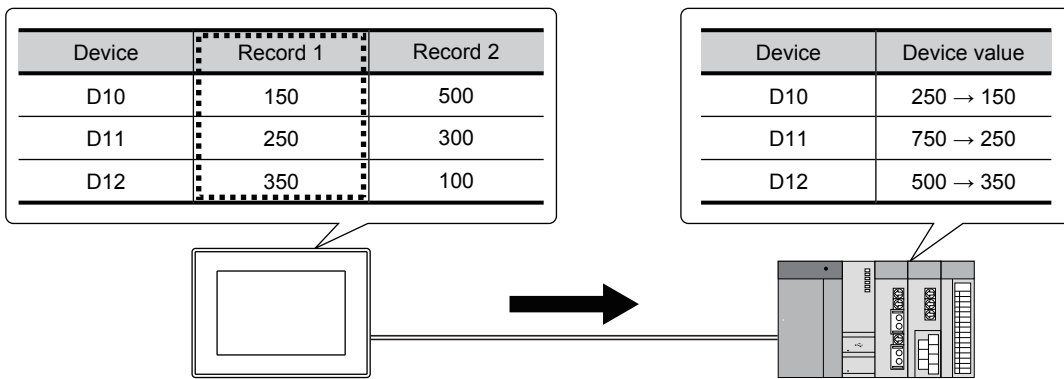 Device Record 1 Record 2
D10 150 500
D11 250 300
D12 350 100
Device Device value
D10 250 → 150
D11 750 → 250
D12 500 → 350